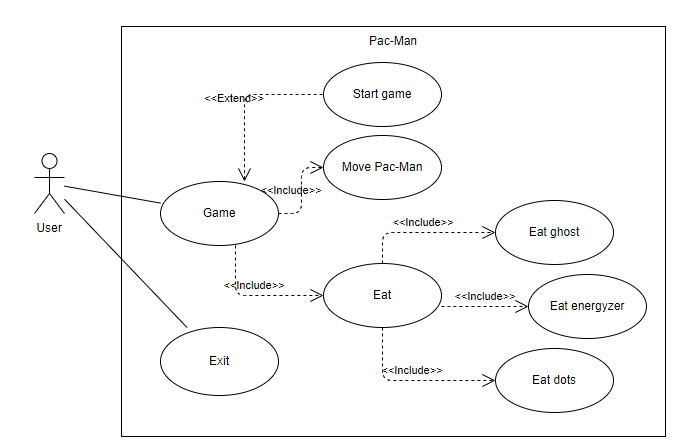 Pac-Man
Start game
<<Extend>>
Move Pac-Man
<<Include>>
Game
User
<<Include>>
Eat ghost
<<Include>>
Eat
<<Include>>
Eat energyzer
Exit
<<Include>>
Eat dots